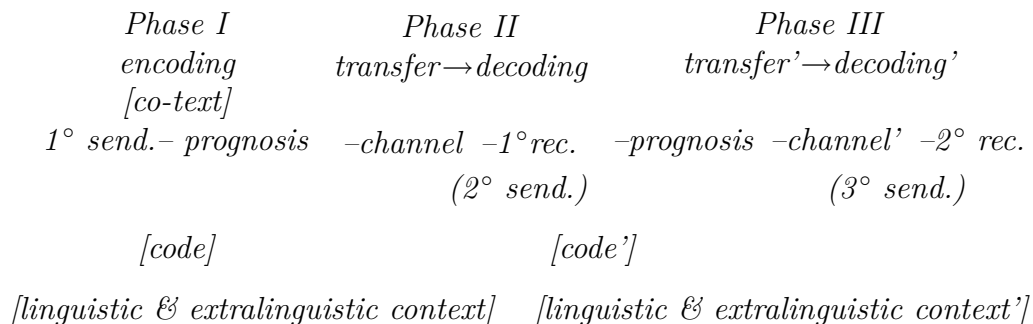 Phase I Phase II Phase III
encoding transfer→decoding transfer'→decoding'
[co-text]
1° send.– prognosis –channel –1°rec. –prognosis –channel' –2° rec.
(2° send.) (3° send.)
[code] [code']
[linguistic & extralinguistic context] [linguistic & extralinguistic context']